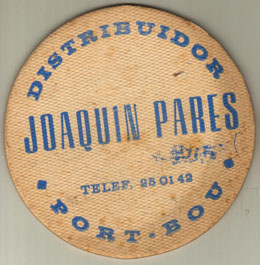 DISTRIBUIDOR
JOAQUIN PARES
TELEF. 25 01 42
PORT-BOU